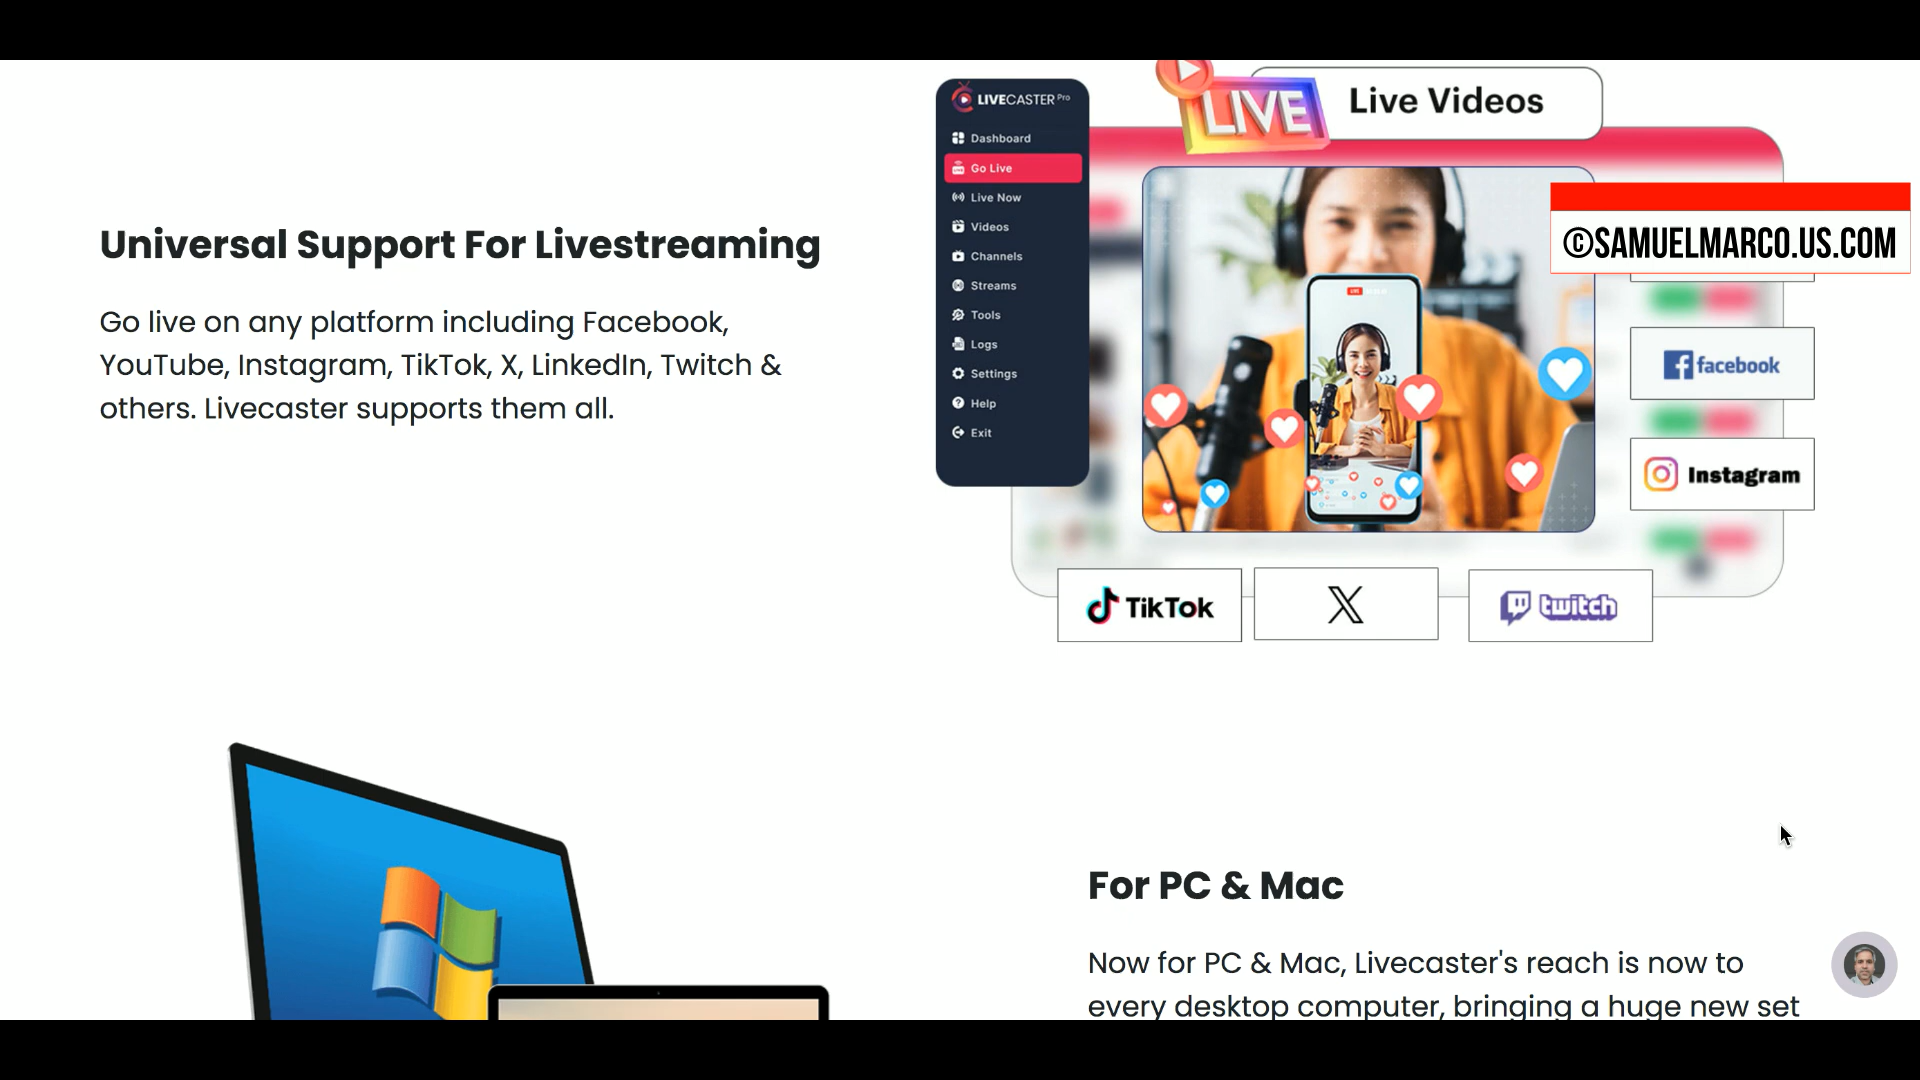 LIVECASTER Pro
Dashboard
Go Live
Live Now
Videos
Channels
Streams
Tools
Logs
Settings
Help
Exit
LIVE
Live Videos
©SAMUELMARCO.US.COM
Universal Support For Livestreaming
Go live on any platform including Facebook,
YouTube, Instagram, TikTok, X, LinkedIn, Twitch &
others. Livecaster supports them all.
LIVE
facebook
Instagram
TikTok
X
twitch
For PC & Mac
Now for PC & Mac, Livecaster's reach is now to
every desktop computer, bringing a huge new set